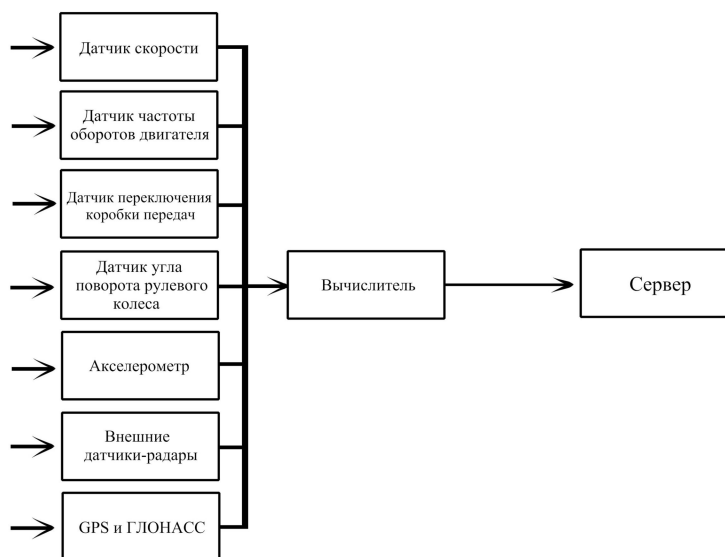 Датчик скорости
Датчик частоты
оборотов двигателя
Датчик переключения
коробки передач
Датчик угла
поворота рулевого
колеса
Акселерометр
Внешние
датчики-радары
GPS и ГЛОНАСС
Вычислитель
Сервер